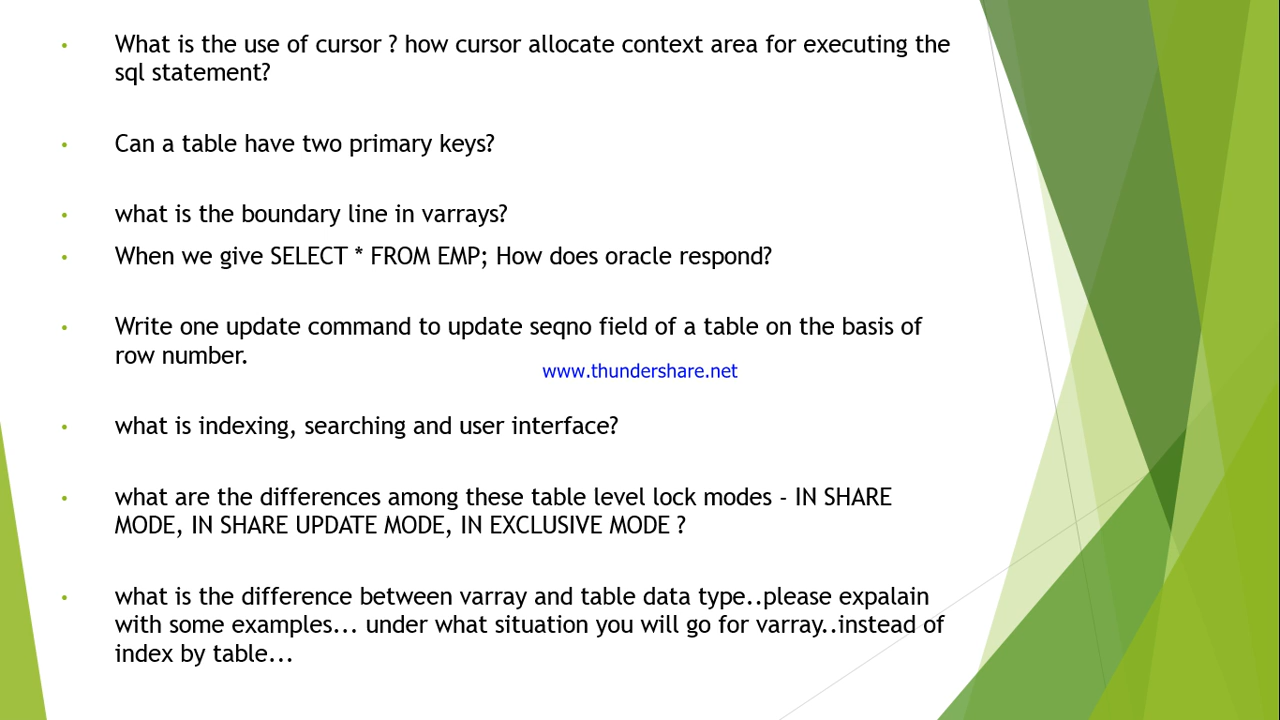 What is the use of cursor ? how cursor allocate context area for executing the
sql statement?
Can a table have two primary keys?
what is the boundary line in varrays?
When we give SELECT * FROM EMP; How does oracle respond?
Write one update command to update seqno field of a table on the basis of
row number.
www.thundershare.net
what is indexing, searching and user interface?
what are the differences among these table level lock modes - IN SHARE
MODE, IN SHARE UPDATE MODE, IN EXCLUSIVE MODE ?
what is the difference between varray and table data type..please expalain
with some examples... under what situation you will go for varray..instead of
index by table...